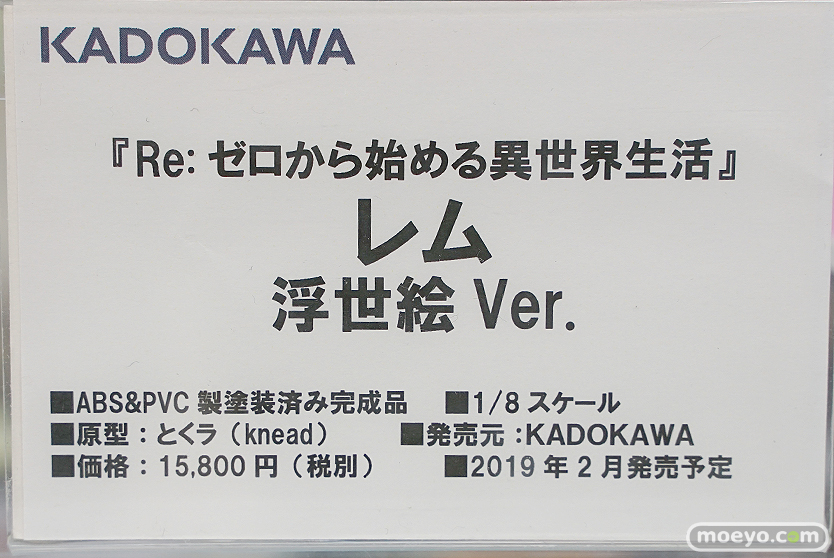 KADOKAWA
『Re:ゼロから始める異世界生活』
レム
浮世絵 Ver.
■ABS&PVC 製塗装済み完成品 ■1/8 スケール
■原型：とくラ（knead） ■発売元：KADOKAWA
■価格：15,800 円（税別） ■2019 年 2 月発売予定
moeyo.com